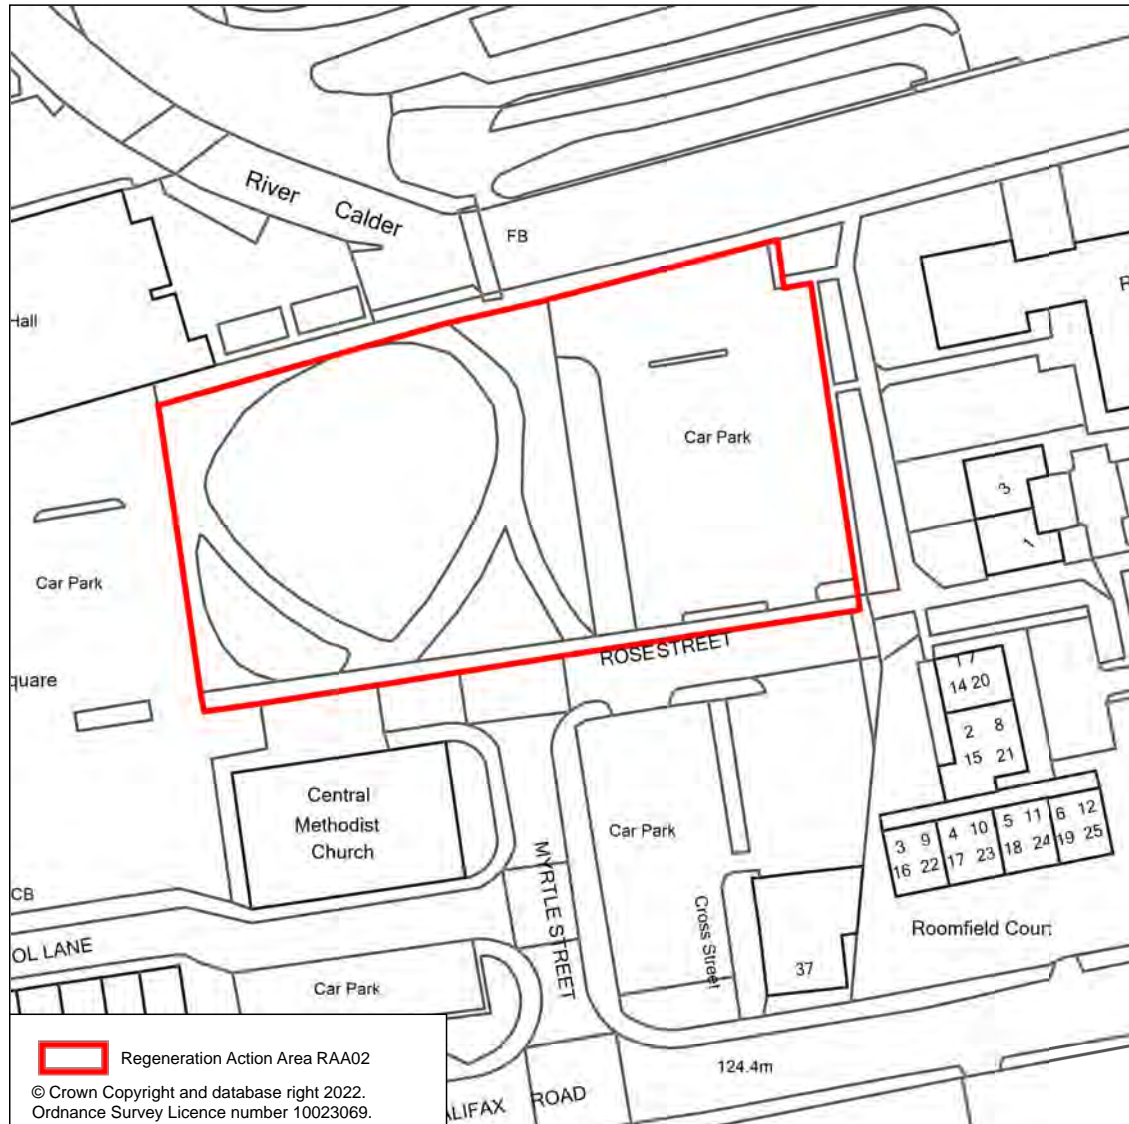 River
Calder
FB
Hall
R
Car Park
Car Park
3
1
ROSE STREET
quare
17
14 20
2 8
15 21
Central
Methodist
Church
Car Park
MYRTLE STREET
Cross Street
3 9 4 10 5 11 6 12
16 22 17 23 18 24 19 25
CB
OL LANE
Roomfield Court
37
Car Park
124.4m
ALIFAX ROAD
Regeneration Action Area RAA02
© Crown Copyright and database right 2022.
Ordnance Survey Licence number 10023069.